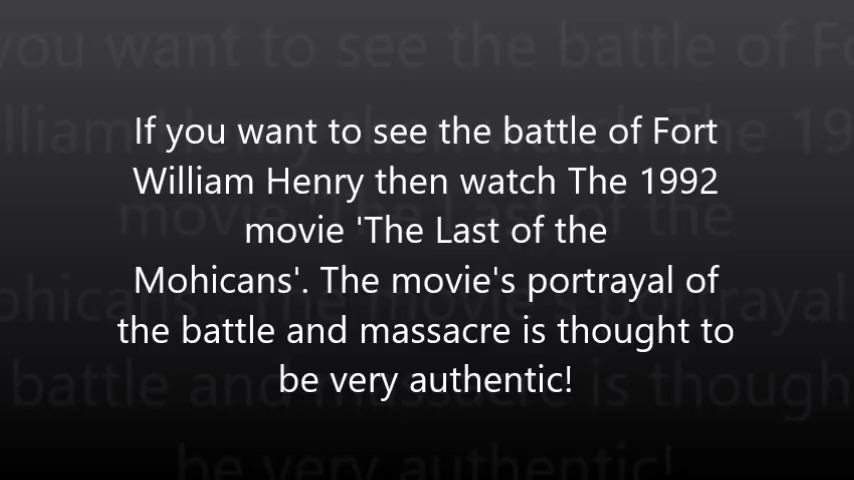 If you want to see the battle of Fort
William Henry then watch The 1992
movie 'The Last of the
Mohicans'. The movie's portrayal of
the battle and massacre is thought to
be very authentic!